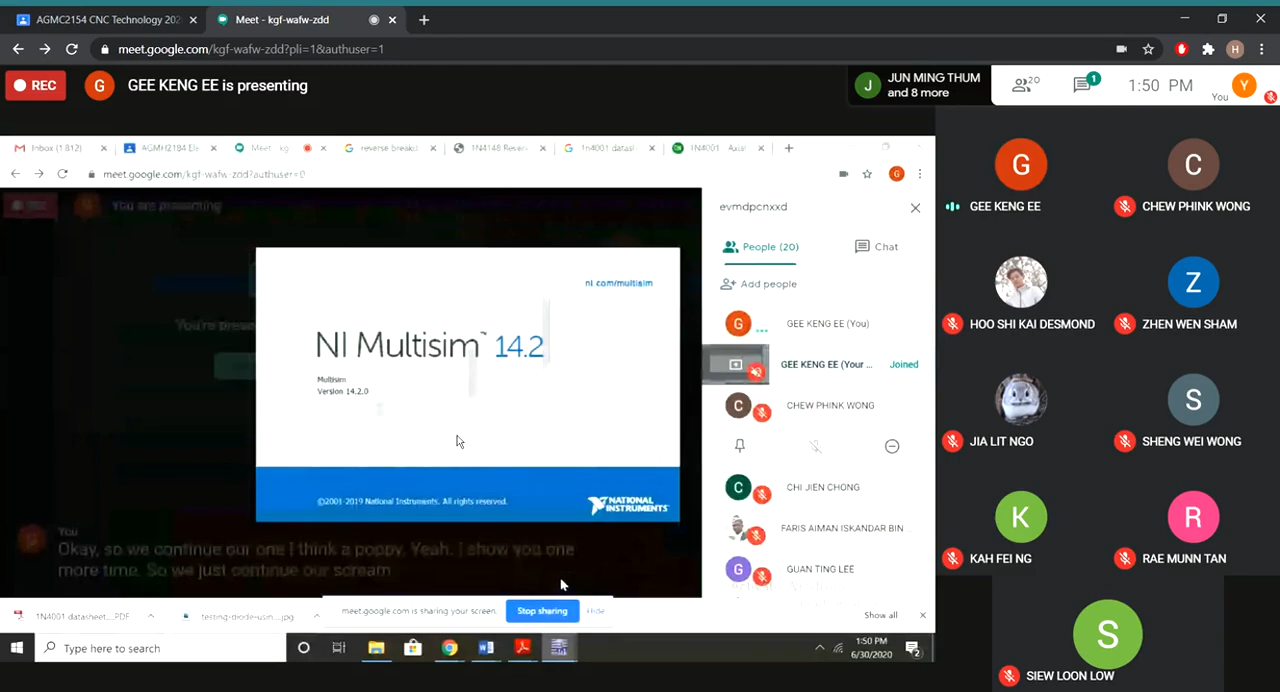 AGMC2154 CNC Technology 202
Meet - kgf-wafw-zdd
meet.google.com/kgf-wafw-zdd?pli=1&authuser=1
H
REC
G
GEE KENG EE is presenting
J
JUN MING THUM
and 8 more
20
1
1:50 PM
You
Y
Inbox (1,812)
AGMH2184 Ele
Meet - kg
reverse break
1N4148 Rever
1n4001 datas
1N4001
meet.google.com/kgf-wafw-zdd?authuser=0
G
You are presenting
ni.com/multisim
NI Multisim™ 14.2
Multisim
Version 14.2.0
©2001-2019 National Instruments. All rights reserved.
NATIONAL
INSTRUMENTS
You
Okay, so we continue our one I think a poppy. Yeah. I show you one
more time. So we just continue our scream
evmdpcnxxd
People (20)
Chat
Add people
G
GEE KENG EE (You)
GEE KENG EE (Your ...
Joined
C
CHEW PHINK WONG
C
CHI JIEN CHONG
FARIS AIMAN ISKANDAR BIN
G
GUAN TING LEE
1N4001 datasheet....PDF
testing-diode-usin....jpg
meet.google.com is sharing your screen.
Stop sharing
Hide
Show all
Type here to search
1:50 PM
6/30/2020
2
G
GEE KENG EE
C
CHEW PHINK WONG
HOO SHI KAI DESMOND
Z
ZHEN WEN SHAM
JIA LIT NGO
S
SHENG WEI WONG
K
KAH FEI NG
R
RAE MUNN TAN
S
SIEW LOON LOW